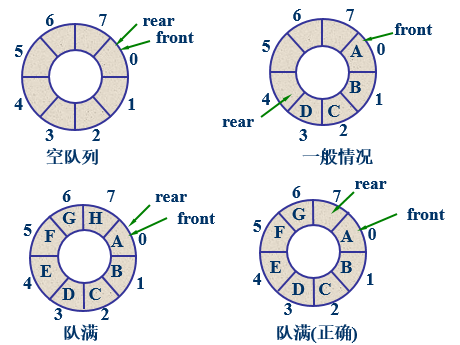 6 7 rear
front
5 0
4 1
3 2
空队列
6 7 front
5 A 0
B
4 D C 1
rear 3 2
一般情况
6 7 rear
G H front
5 F A 0
4 E B 1
D C
3 2
队满
6 7 rear
G front
5 F A 0
4 E B 1
D C
3 2
队满(正确)